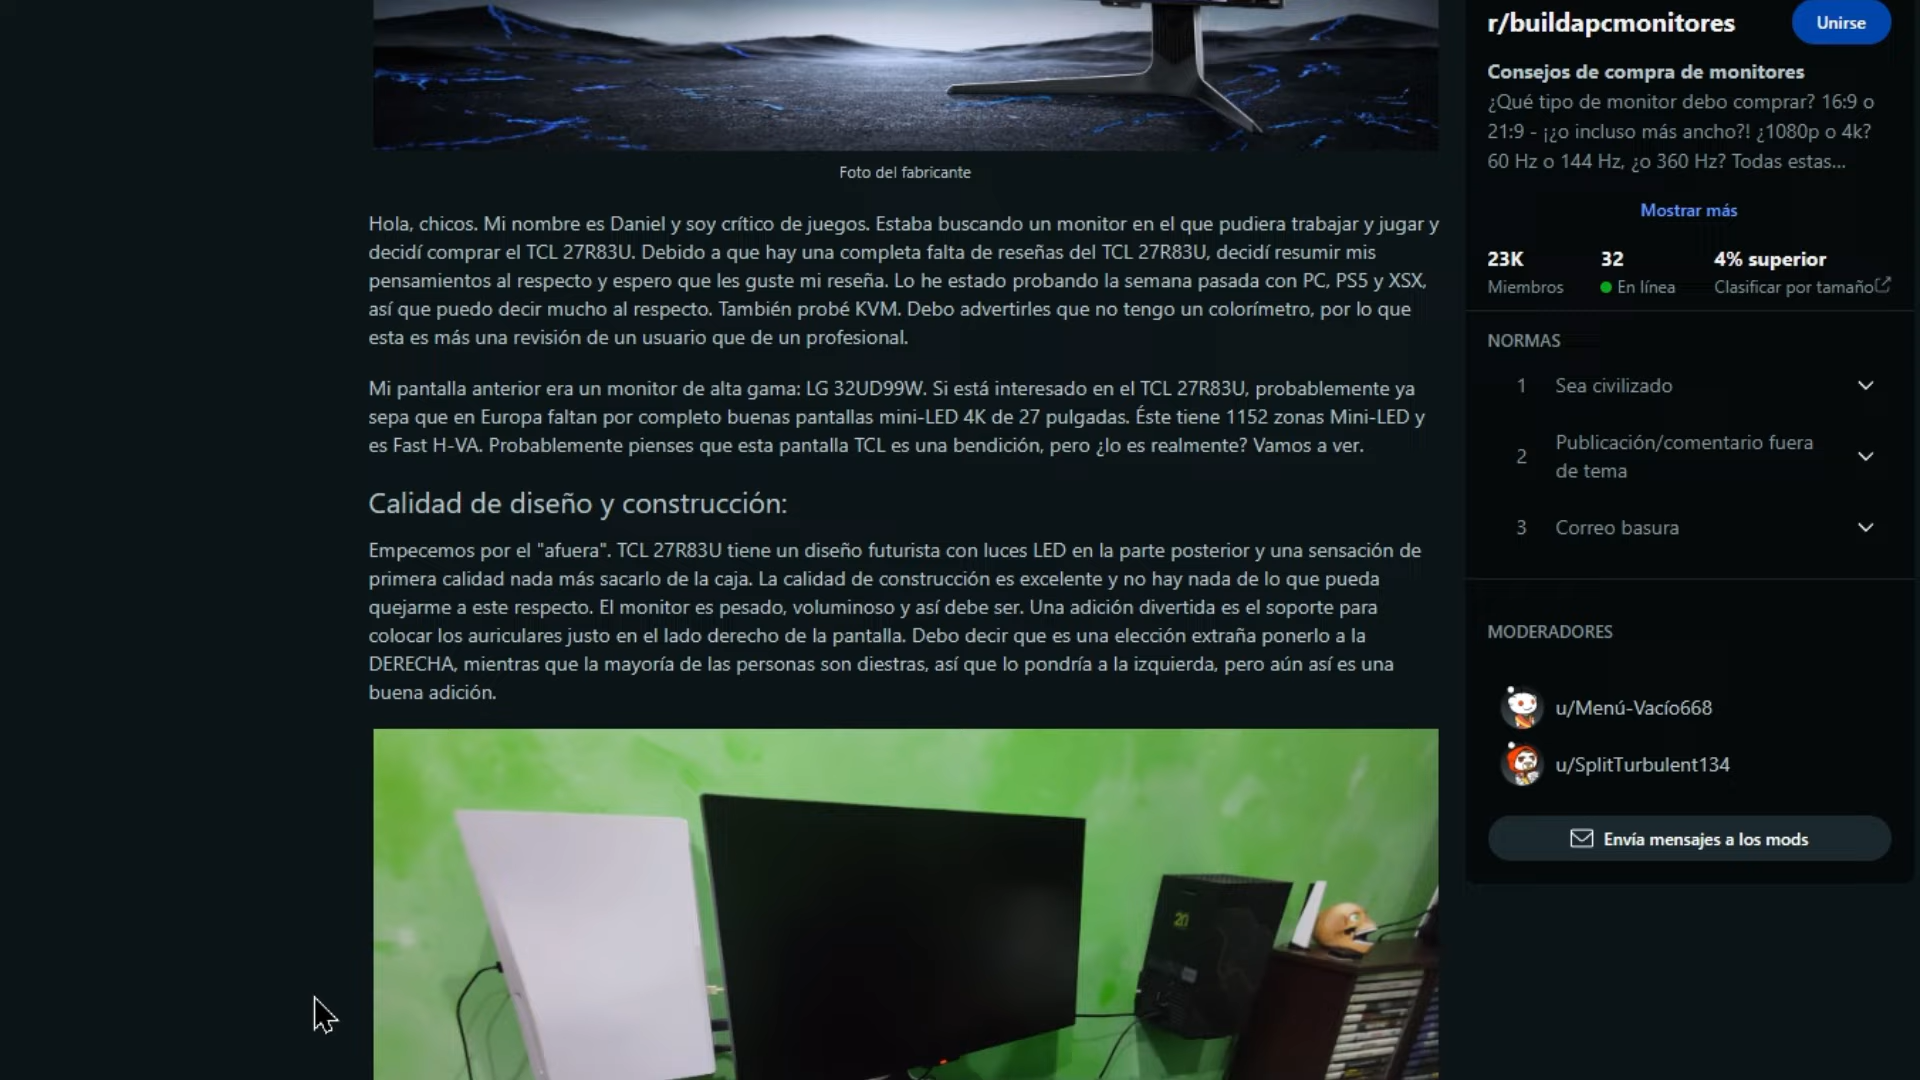 Foto del fabricante
Hola, chicos. Mi nombre es Daniel y soy crítico de juegos. Estaba buscando un monitor en el que pudiera trabajar y jugar y
decidí comprar el TCL 27R83U. Debido a que hay una completa falta de reseñas del TCL 27R83U, decidí resumir mis
pensamientos al respecto y espero que les guste mi reseña. Lo he estado probando la semana pasada con PC, PS5 y XSX,
así que puedo decir mucho al respecto. También probé KVM. Debo advertirles que no tengo un colorímetro, por lo que
esta es más una revisión de un usuario que de un profesional.
Mi pantalla anterior era un monitor de alta gama: LG 32UD99W. Si está interesado en el TCL 27R83U, probablemente ya
sepa que en Europa faltan por completo buenas pantallas mini-LED 4K de 27 pulgadas. Éste tiene 1152 zonas Mini-LED y
es Fast H-VA. Probablemente pienses que esta pantalla TCL es una bendición, pero ¿lo es realmente? Vamos a ver.
Calidad de diseño y construcción:
Empecemos por el "afuera". TCL 27R83U tiene un diseño futurista con luces LED en la parte posterior y una sensación de
primera calidad nada más sacarlo de la caja. La calidad de construcción es excelente y no hay nada de lo que pueda
quejarme a este respecto. El monitor es pesado, voluminoso y así debe ser. Una adición divertida es el soporte para
colocar los auriculares justo en el lado derecho de la pantalla. Debo decir que es una elección extraña ponerlo a la
DERECHA, mientras que la mayoría de las personas son diestras, así que lo pondría a la izquierda, pero aún así es una
buena adición.
20
r/buildapcmonitores
Unirse
Consejos de compra de monitores
¿Qué tipo de monitor debo comprar? 16:9 o
21:9 - ¡¿o incluso más ancho?! ¿1080p o 4k?
60 Hz o 144 Hz, ¿o 360 Hz? Todas estas...
Mostrar más
23K 32 4% superior
Miembros En línea Clasificar por tamaño
NORMAS
1 Sea civilizado
2 Publicación/comentario fuera
de tema
3 Correo basura
MODERADORES
u/Menú-Vacío668
u/SplitTurbulent134
Envía mensajes a los mods